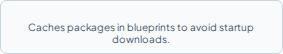 Caches packages in blueprints to avoid startup
downloads.